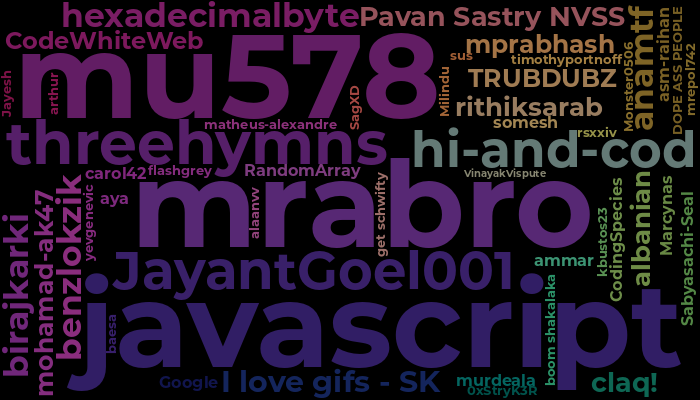 hexadecimalbyte
Pavan Sastry NVSS
CodeWhiteWeb
mu578
mprabhash
sus
timothyportnoff
anamtf
Monster0506
asm-raihan
DOPE ASS PEOPLE
mrepol742
Jayesh
arthur
SagXD
Milindu
TRUBDUBZ
rithiksarab
somesh
rsxxiv
matheus-alexandre
threehymns
hi-and-cod
carol42
flashgrey
RandomArray
VinayakVispute
aya
yevgenevic
alaanvv
get schwifty
mrabro
birajkarki
mohamad-ak47
benzlokzik
kbustos23
CodingSpecies
albanian
Marcynas
Sabyasachi-Seal
ammar
JayantGoel001
javascript
baesa
boom shakalaka
Google
I love gifs - SK
murdeala
0xStryK3R
claq!